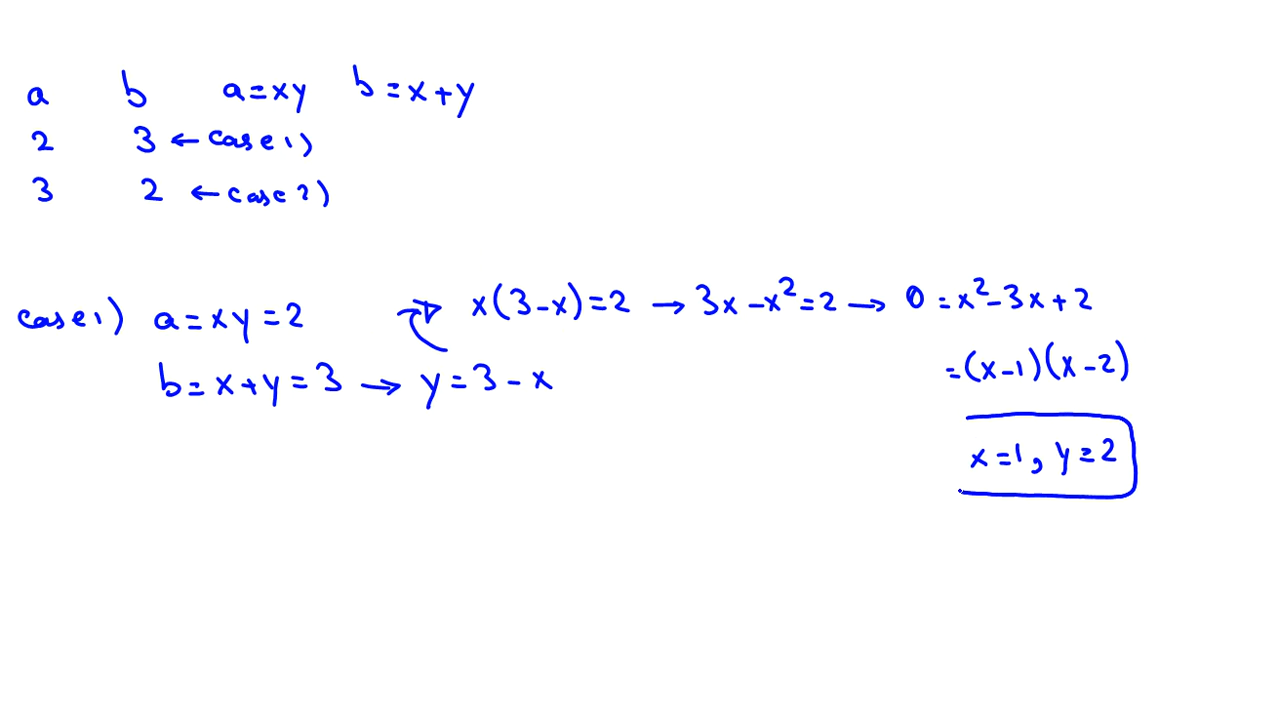 a b a=xy b=x+y
2 3 ← case 1)
3 2 ← case 2)
x(3-x)=2 → 3x-x²=2 → 0=x²-3x+2
case 1) a=xy=2
=(x-1)(x-2)
b=x+y=3 → y=3-x
x=1, y=2